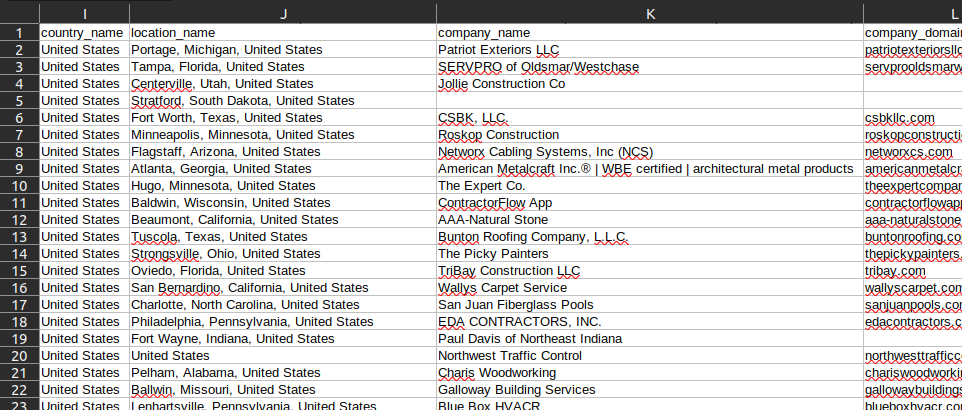 I J K L
1 country_name location_name company_name company_domai
2 United States Portage, Michigan, United States Patriot Exteriors LLC patriotexteriorsllc
3 United States Tampa, Florida, United States SERVPRO of Oldsmar/Westchase servprooldsmarw
4 United States Centerville, Utah, United States Jollie Construction Co
5 United States Stratford, South Dakota, United States
6 United States Fort Worth, Texas, United States CSBK, LLC. csbkllc.com
7 United States Minneapolis, Minnesota, United States Roskop Construction roskopconstructi
8 United States Flagstaff, Arizona, United States Networx Cabling Systems, Inc (NCS) networxcs.com
9 United States Atlanta, Georgia, United States American Metalcraft Inc.® | WBE certified | architectural metal products americanmetalcr
10 United States Hugo, Minnesota, United States The Expert Co. theexpertcompan
11 United States Baldwin, Wisconsin, United States ContractorFlow App contractorflowapp
12 United States Beaumont, California, United States AAA-Natural Stone aaa-naturalstone
13 United States Tuscola, Texas, United States Bunton Roofing Company, L.L.C. buntonroofing.co
14 United States Strongsville, Ohio, United States The Picky Painters thepickypainters.
15 United States Oviedo, Florida, United States TriBay Construction LLC tribay.com
16 United States San Bernardino, California, United States Wallys Carpet Service wallyscarpet.com
17 United States Charlotte, North Carolina, United States San Juan Fiberglass Pools sanjuanpools.com
18 United States Philadelphia, Pennsylvania, United States EDA CONTRACTORS, INC. edacontractors.c
19 United States Fort Wayne, Indiana, United States Paul Davis of Northeast Indiana
20 United States United States Northwest Traffic Control northwesttrafficc
21 United States Pelham, Alabama, United States Charis Woodworking chariswoodworki
22 United States Ballwin, Missouri, United States Galloway Building Services gallowaybuildings
23 United States Lenhartsville, Pennsylvania, United States Blue Box HVACR blueboxhvacr.co